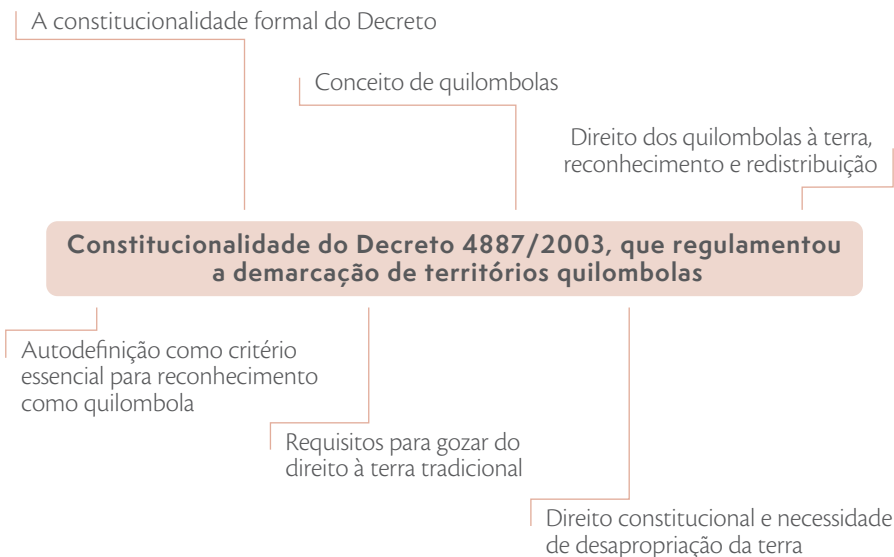 A constitucionalidade formal do Decreto
Conceito de quilombolas
Direito dos quilombolas à terra,
reconhecimento e redistribuição
Constitucionalidade do Decreto 4887/2003, que regulamentou
a demarcação de territórios quilombolas
Autodefinição como critério
essencial para reconhecimento
como quilombola
Requisitos para gozar do
direito à terra tradicional
Direito constitucional e necessidade
de desapropriação da terra